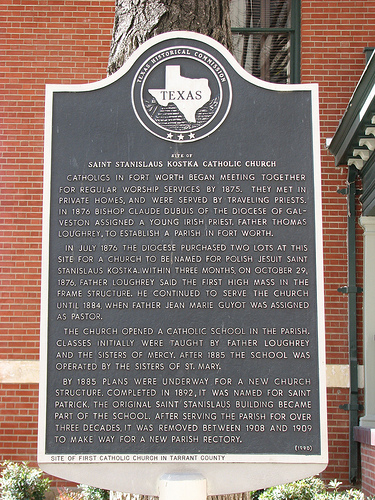 TEXAS HISTORICAL COMMISSION
TEXAS
SITE OF
SAINT STANISLAUS KOSTKA CATHOLIC CHURCH
CATHOLICS IN FORT WORTH BEGAN MEETING TOGETHER
FOR REGULAR WORSHIP SERVICES BY 1875. THEY MET IN
PRIVATE HOMES, AND WERE SERVED BY TRAVELING PRIESTS.
IN 1876 BISHOP CLAUDE DUBUIS OF THE DIOCESE OF GAL-
VESTON ASSIGNED A YOUNG IRISH PRIEST, FATHER THOMAS
LOUGHREY, TO ESTABLISH A PARISH IN FORT WORTH.
IN JULY 1876 THE DIOCESE PURCHASED TWO LOTS AT THIS
SITE FOR A CHURCH TO BE NAMED FOR POLISH JESUIT SAINT
STANISLAUS KOSTKA. WITHIN THREE MONTHS, ON OCTOBER 29,
1876, FATHER LOUGHREY SAID THE FIRST HIGH MASS IN THE
FRAME STRUCTURE. HE CONTINUED TO SERVE THE CHURCH
UNTIL 1884 WHEN FATHER JEAN MARIE GUYOT WAS ASSIGNED
AS PASTOR.
THE CHURCH OPENED A CATHOLIC SCHOOL IN THE PARISH.
CLASSES INITIALLY WERE TAUGHT BY FATHER LOUGHREY
AND THE SISTERS OF MERCY. AFTER 1885 THE SCHOOL WAS
OPERATED BY THE SISTERS OF ST. MARY.
BY 1885 PLANS WERE UNDERWAY FOR A NEW CHURCH
STRUCTURE. COMPLETED IN 1892, IT WAS NAMED FOR SAINT
PATRICK. THE ORIGINAL SAINT STANISLAUS BUILDING BECAME
PART OF THE SCHOOL. AFTER SERVING THE PARISH FOR OVER
THREE DECADES, IT WAS REMOVED BETWEEN 1908 AND 1909
TO MAKE WAY FOR A NEW PARISH RECTORY.
(1990)
SITE OF FIRST CATHOLIC CHURCH IN TARRANT COUNTY